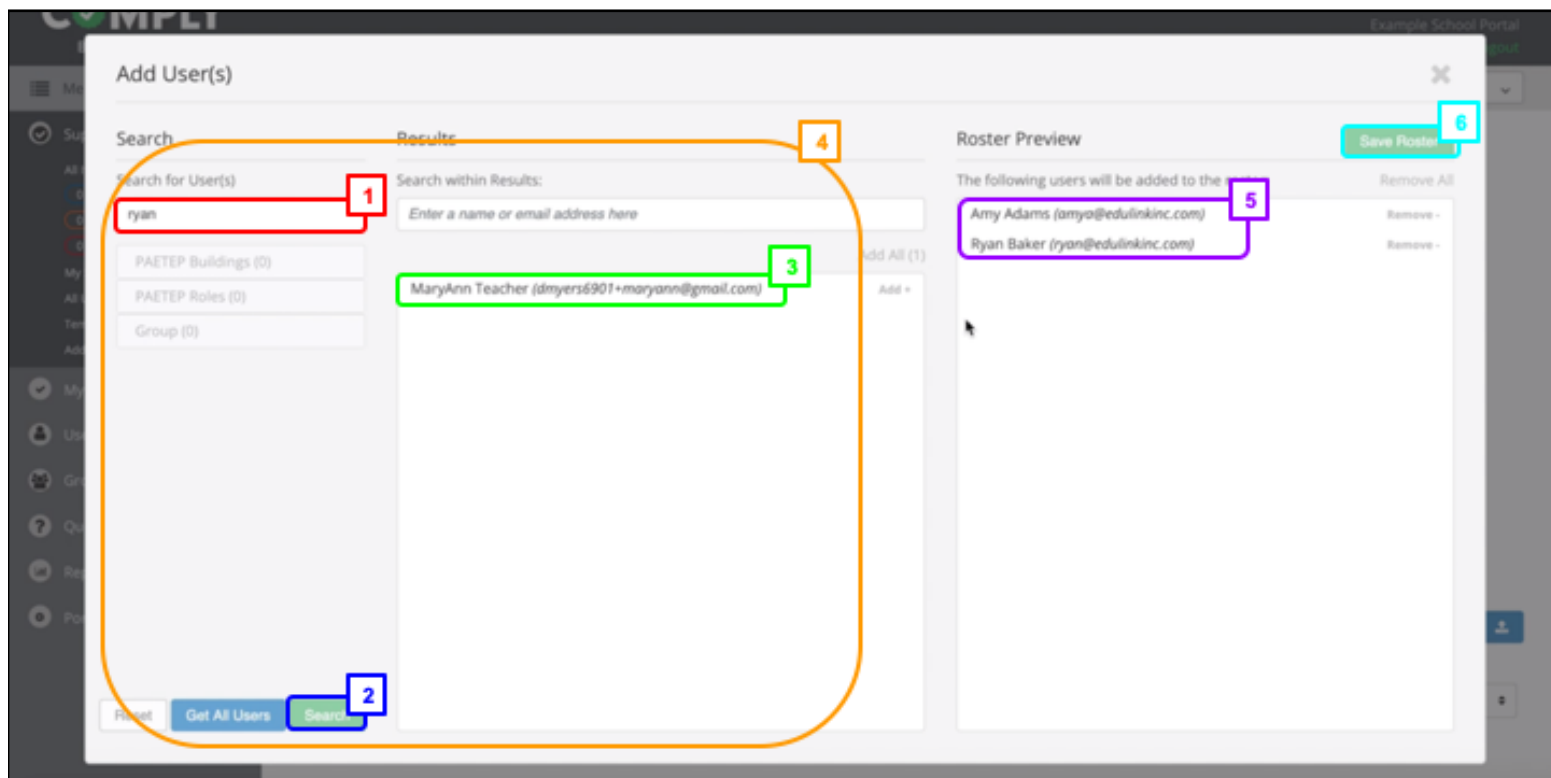 COMPLY
Example School Portal
Add User(s)
6
Search
Results
4
Roster Preview
Save Roster
Search for User(s)
1
Search within Results:
The following users will be added to the
Remove All
ryan
Enter a name or email address here
5
Amy Adams (amya@edulinkinc.com)
Remove -
Ryan Baker (ryan@edulinkinc.com)
Remove -
PAETEP Buildings (0)
3
Add All (1)
PAETEP Roles (0)
MaryAnn Teacher (dmyers6901+maryann@gmail.com)
Add +
Group (0)
My
My
2
Reset
Get All Users
Search